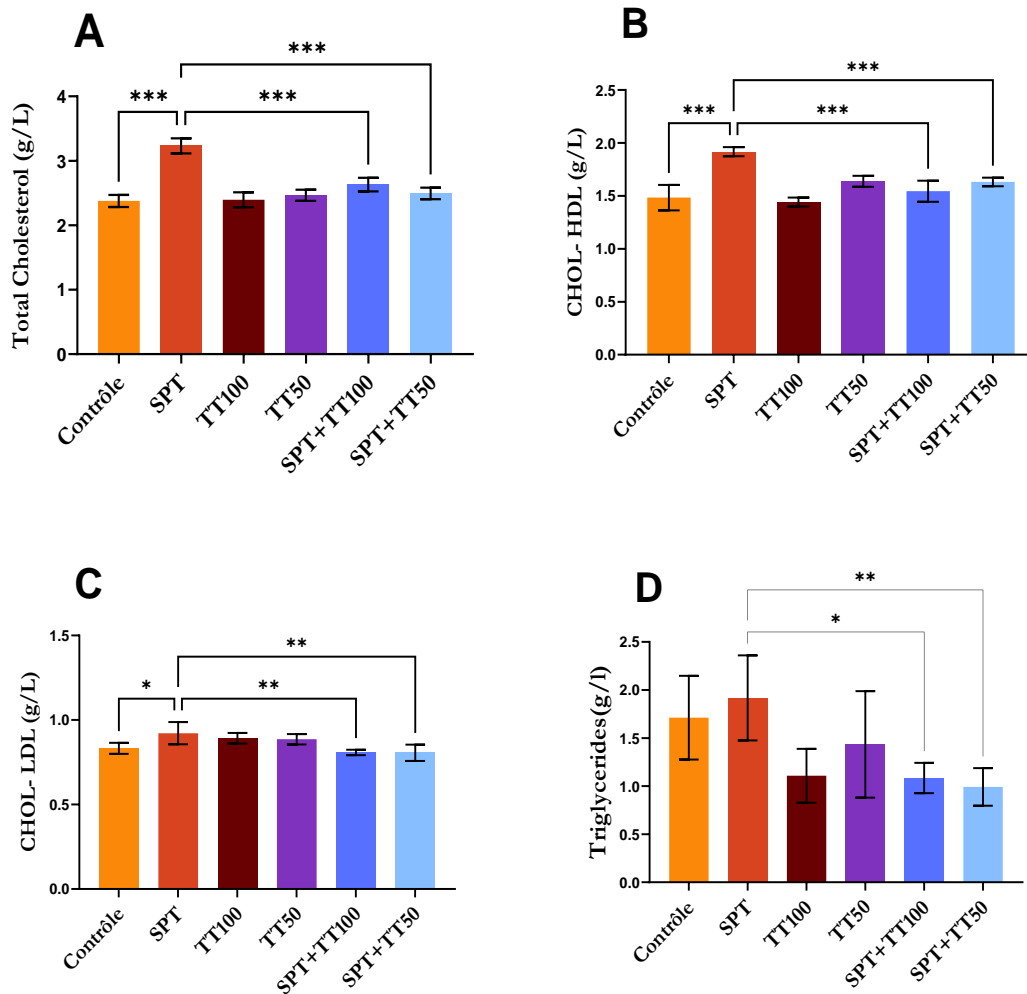 A
***
***
***
Total Cholesterol (g/L)
4
3
2
1
0
Contrôle
SPT
TT100
TT50
SPT+TT100
SPT+TT50
B
***
***
***
CHOL- HDL (g/L)
2.5
2.0
1.5
1.0
0.5
0.0
Contrôle
SPT
TT100
TT50
SPT+TT100
SPT+TT50
C
**
*
**
CHOL- LDL (g/L)
1.5
1.0
0.5
0.0
Contrôle
SPT
TT100
TT50
SPT+TT100
SPT+TT50
D
**
*
Triglycerides(g/l)
2.5
2.0
1.5
1.0
0.5
0.0
Contrôle
SPT
TT100
TT50
SPT+TT100
SPT+TT50